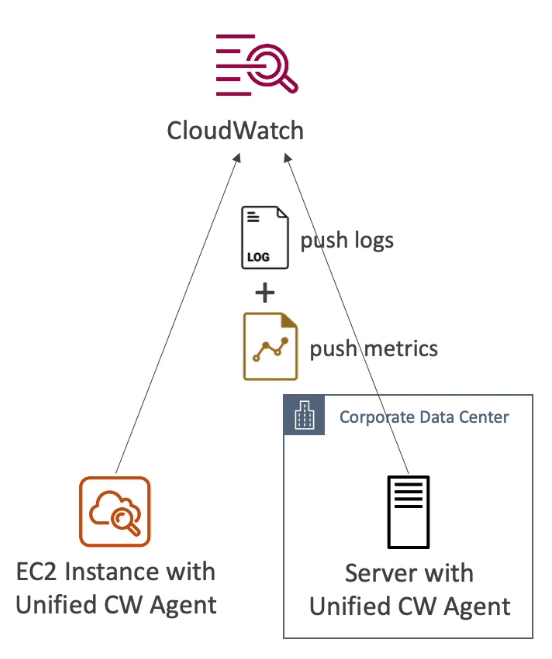 CloudWatch
push logs
LOG
+
push metrics
Corporate Data Center
EC2 Instance with
Unified CW Agent
Server with
Unified CW Agent